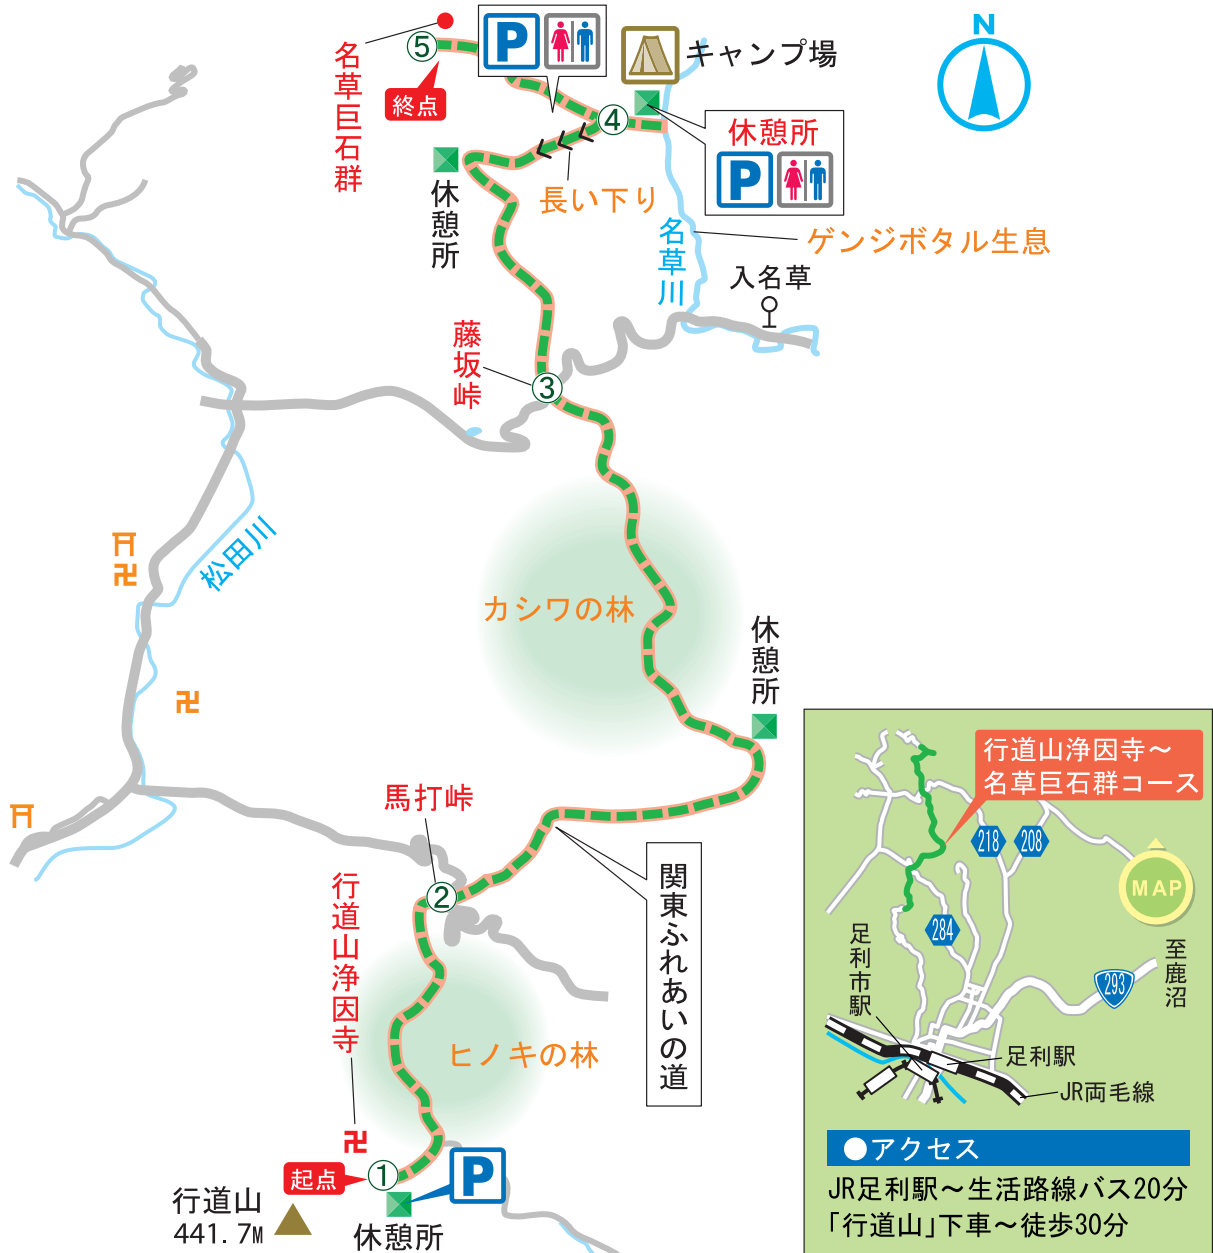 N
⑤
P
キャンプ場
名草巨石群
終点
④
休憩所
P
休憩所
長い下り
名草川
ゲンジボタル生息
入名草
藤坂峠
③
松田川
カシワの林
休憩所
馬打峠
②
関東ふれあいの道
行道山浄因寺
ヒノキの林
起点
①
P
行道山
441.7M
休憩所
行道山浄因寺～
名草巨石群コース
218
208
MAP
284
足利市駅
至鹿沼
293
足利駅
JR両毛線
●アクセス
JR足利駅～生活路線バス20分
「行道山」下車～徒歩30分